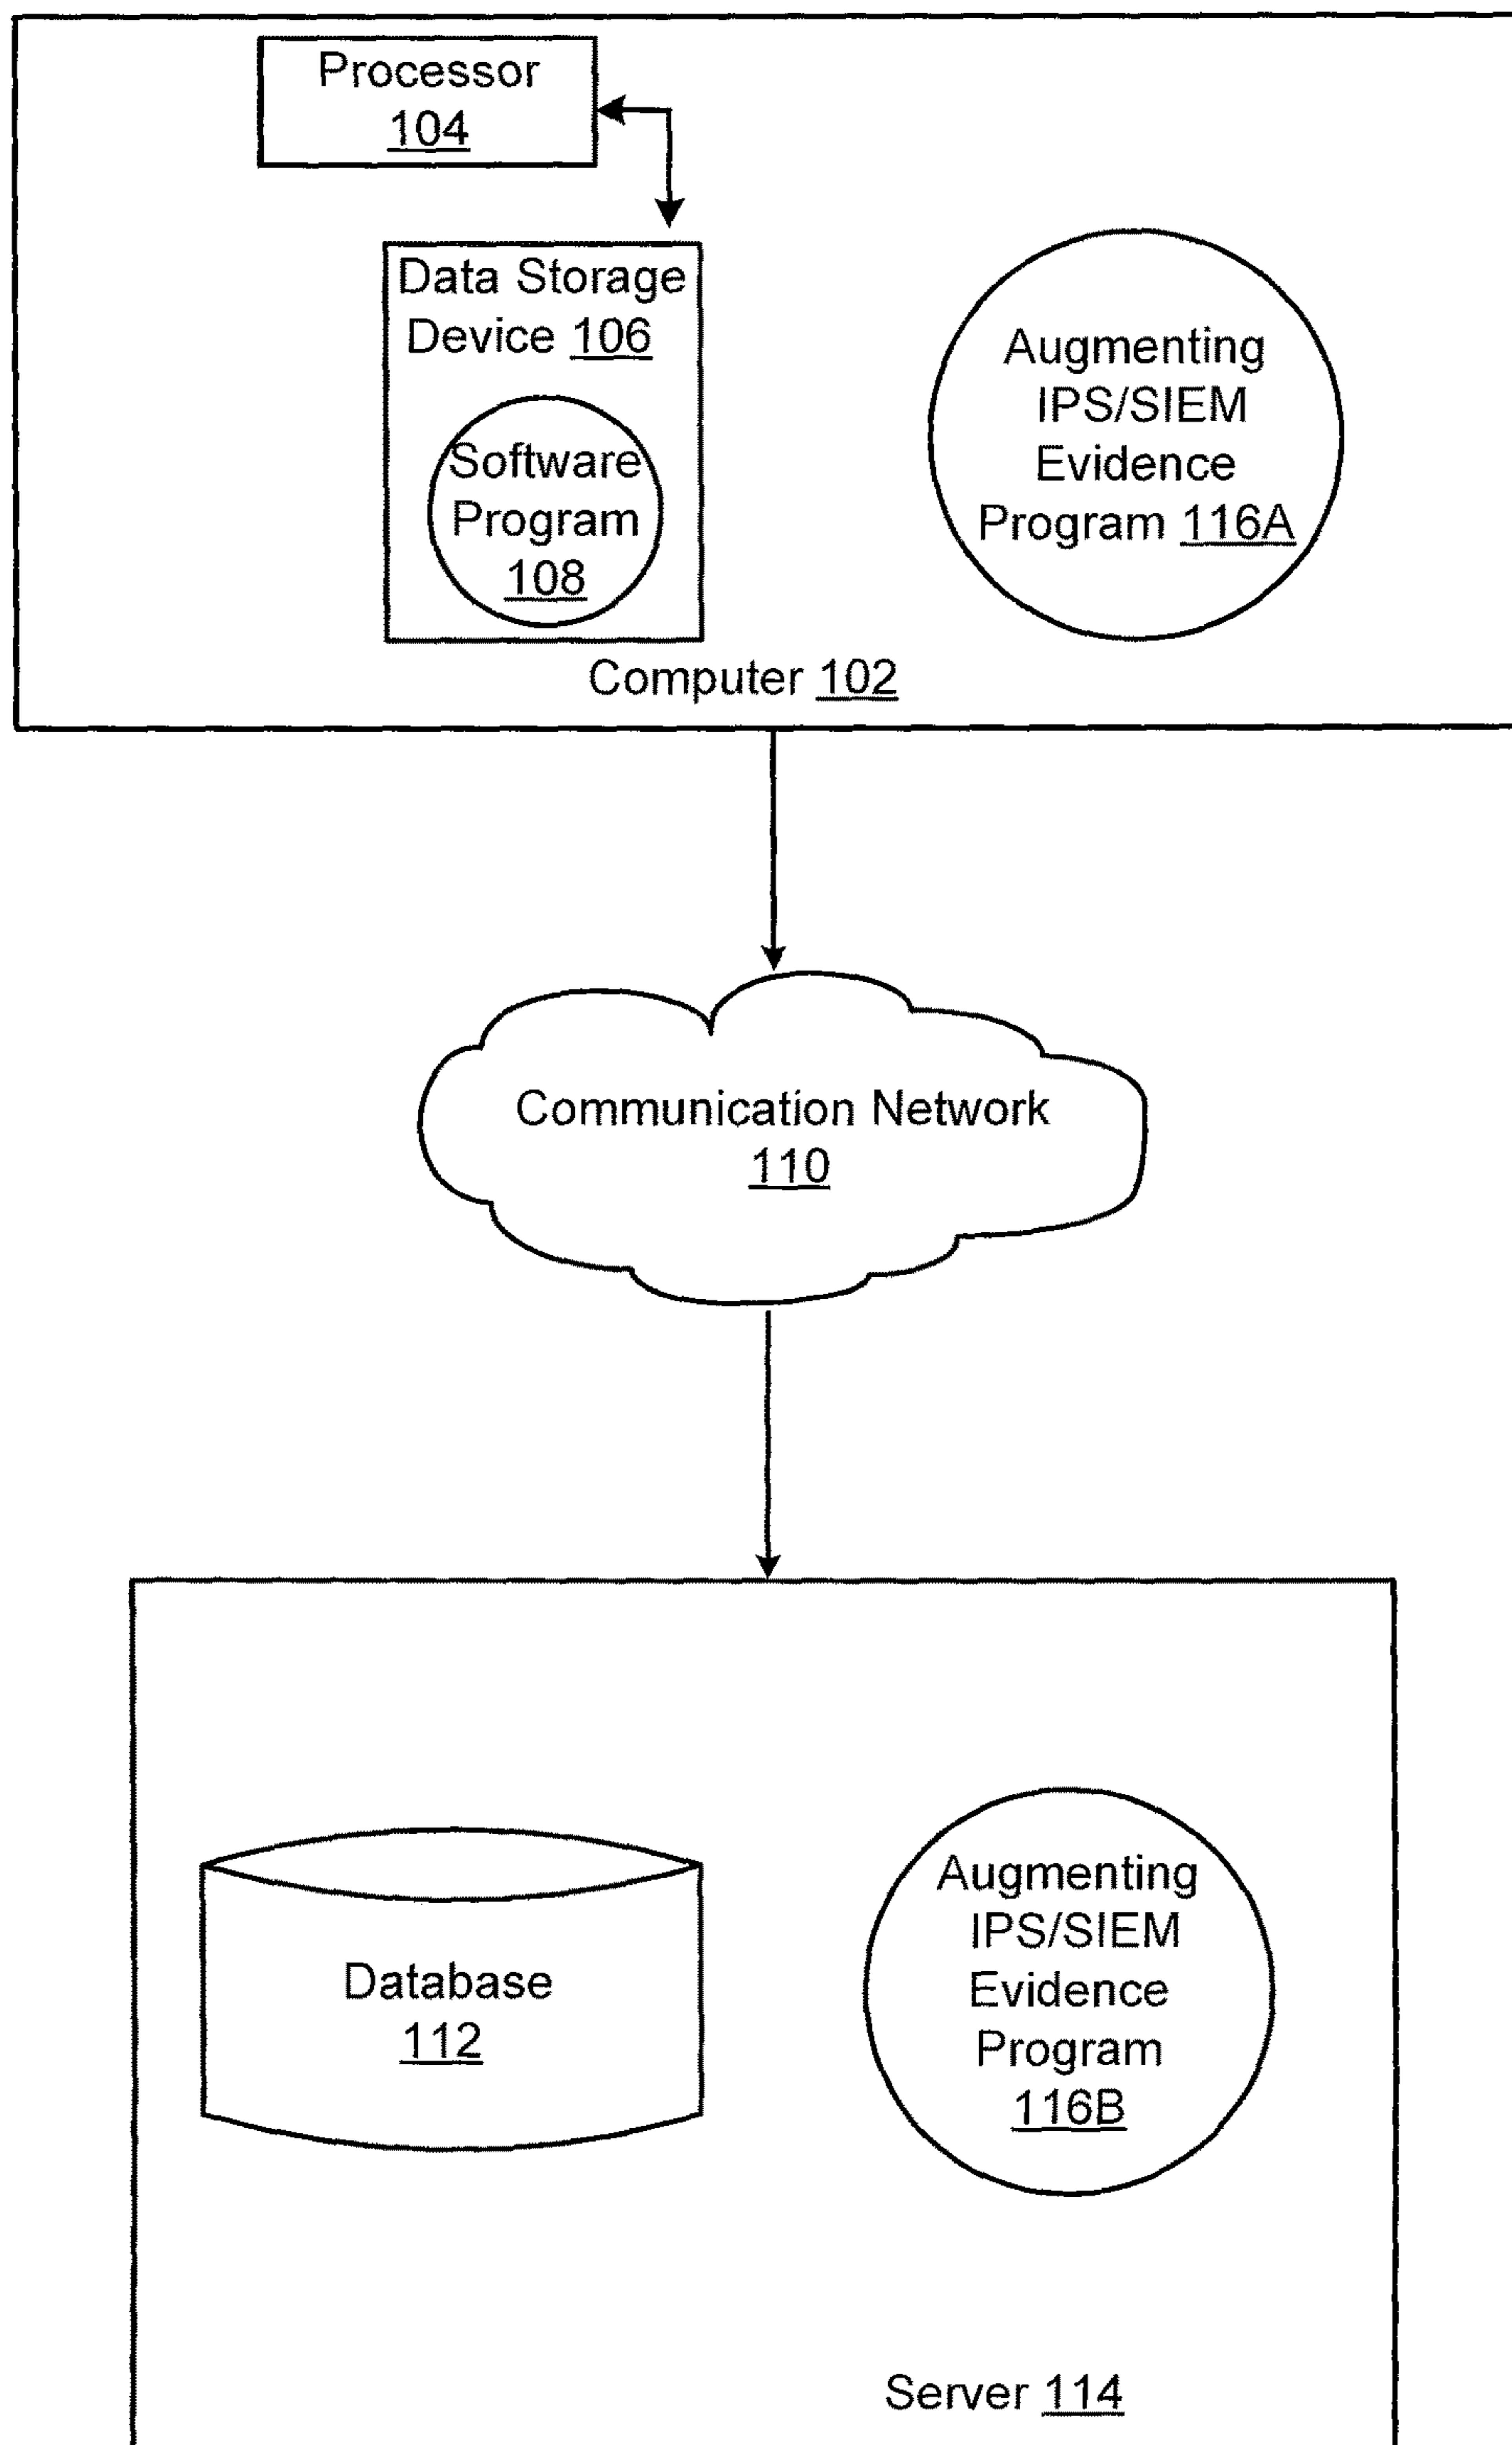 Processor
104
Data Storage
Device 106
Software
Program
108
Augmenting
IPS/SIEM
Evidence
Program 116A
Computer 102
Communication Network
110
Database
112
Augmenting
IPS/SIEM
Evidence
Program
116B
Server 114